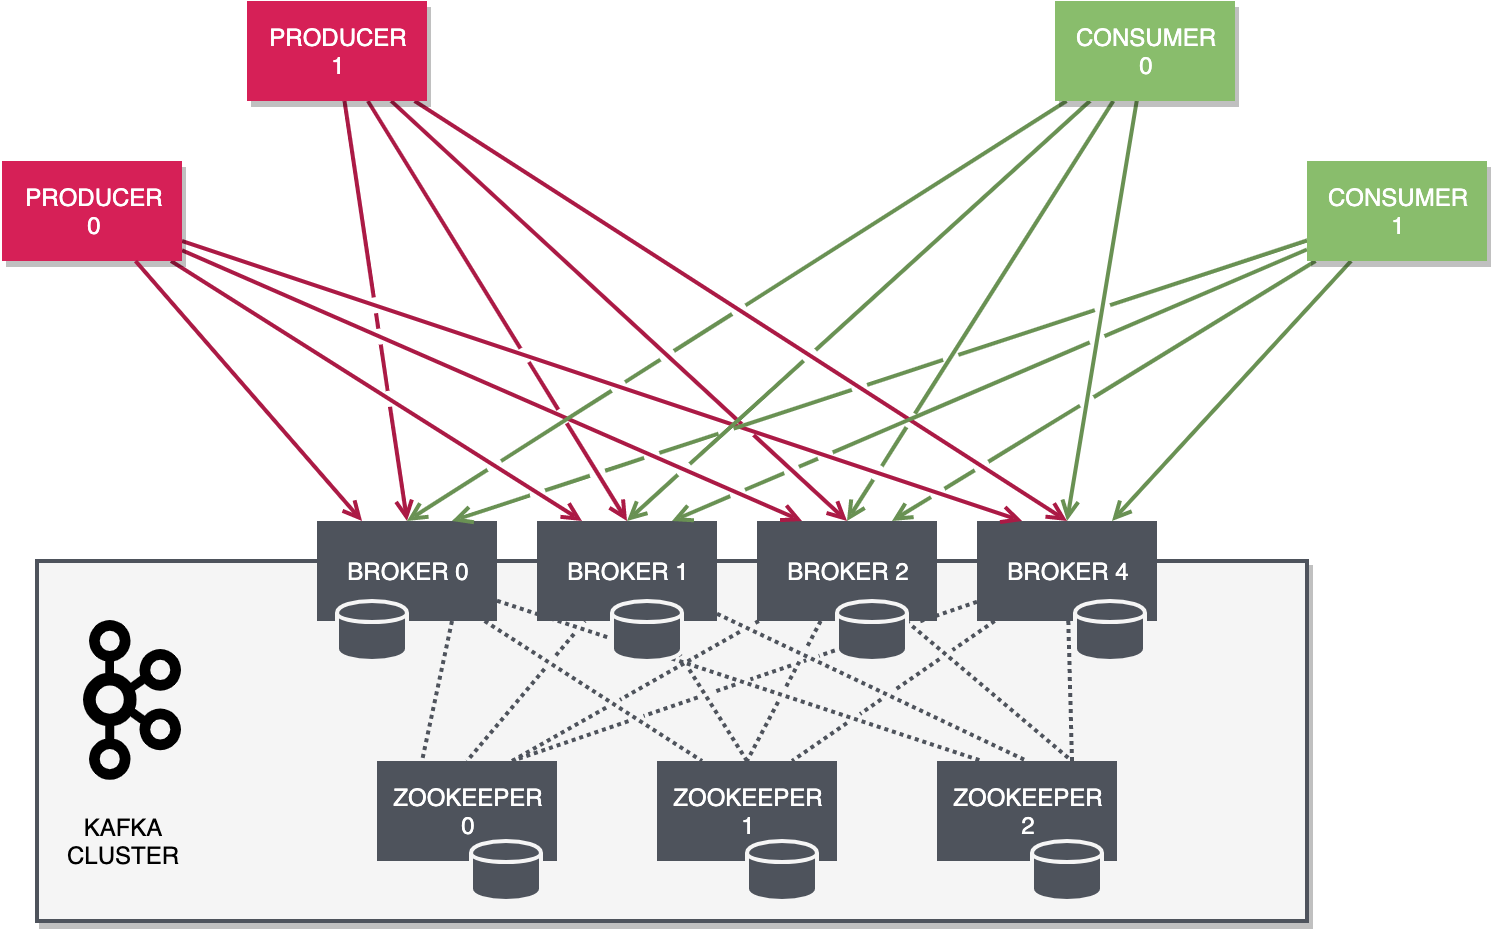 PRODUCER
1
CONSUMER
0
PRODUCER
0
CONSUMER
1
BROKER 0
BROKER 1
BROKER 2
BROKER 4
ZOOKEEPER
0
ZOOKEEPER
1
ZOOKEEPER
2
KAFKA
CLUSTER